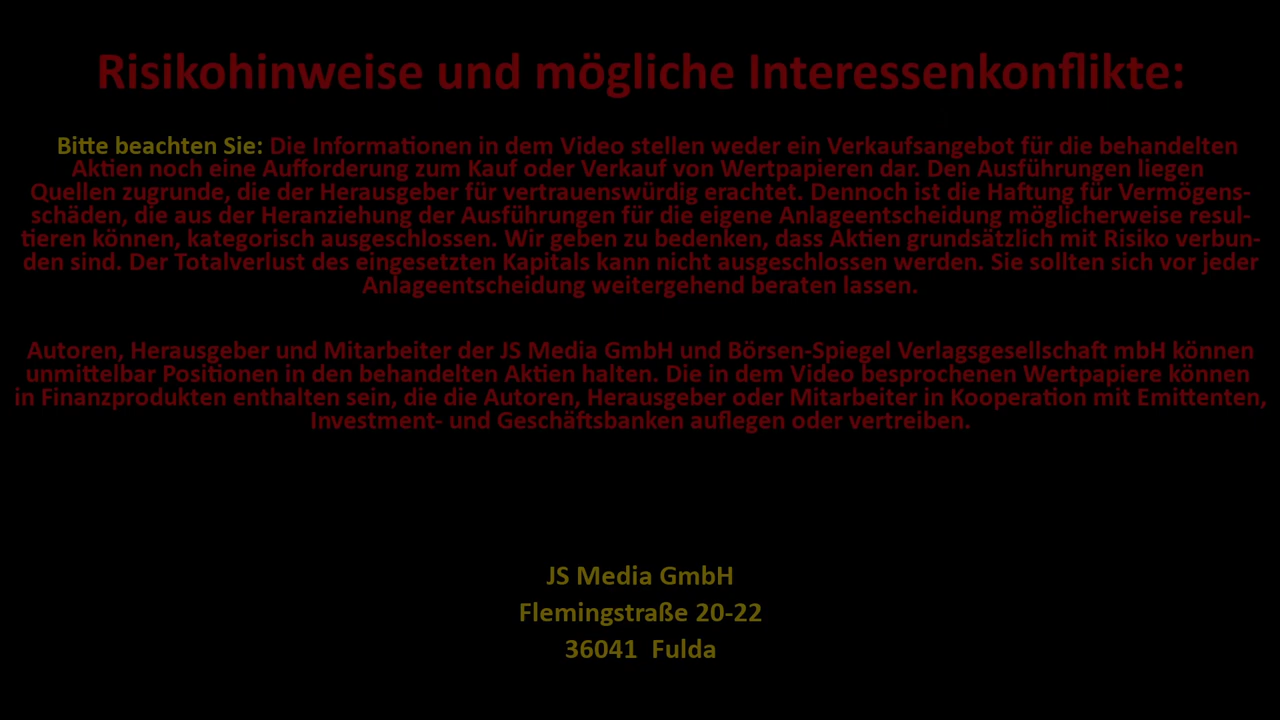 Risikohinweise und mögliche Interessenkonflikte:
Bitte beachten Sie: Die Informationen in dem Video stellen weder ein Verkaufsangebot für die behandelten
Aktien noch eine Aufforderung zum Kauf oder Verkauf von Wertpapieren dar. Den Ausführungen liegen
Quellen zugrunde, die der Herausgeber für vertrauenswürdig erachtet. Dennoch ist die Haftung für Vermögens-
schäden, die aus der Heranziehung der Ausführungen für die eigene Anlageentscheidung möglicherweise resul-
tieren können, kategorisch ausgeschlossen. Wir geben zu bedenken, dass Aktien grundsätzlich mit Risiko verbun-
den sind. Der Totalverlust des eingesetzten Kapitals kann nicht ausgeschlossen werden. Sie sollten sich vor jeder
Anlageentscheidung weitergehend beraten lassen.
Autoren, Herausgeber und Mitarbeiter der JS Media GmbH und Börsen-Spiegel Verlagsgesellschaft mbH können
unmittelbar Positionen in den behandelten Aktien halten. Die in dem Video besprochenen Wertpapiere können
in Finanzprodukten enthalten sein, die die Autoren, Herausgeber oder Mitarbeiter in Kooperation mit Emittenten,
Investment- und Geschäftsbanken auflegen oder vertreiben.
JS Media GmbH
Flemingstraße 20-22
36041 Fulda